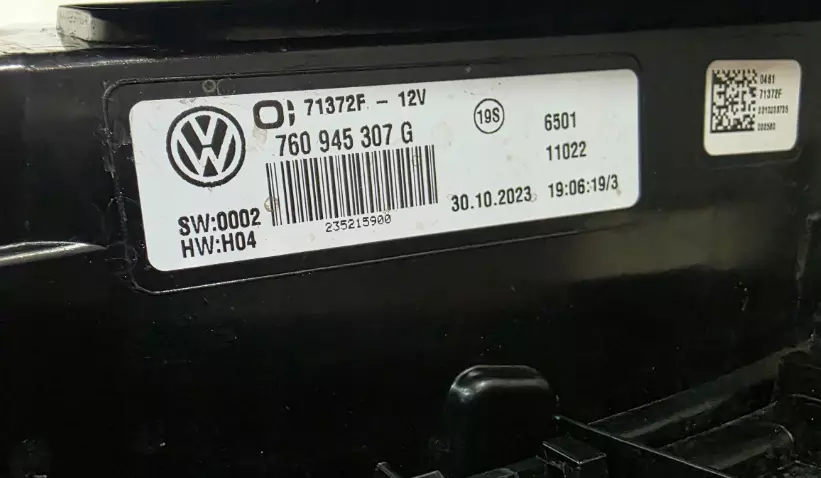 71372F - 12V
760 945 307 G
235215900
SW:0002
HW:H04
19S
6501
11022
30.10.2023 19:06:19/3
0481
71372F